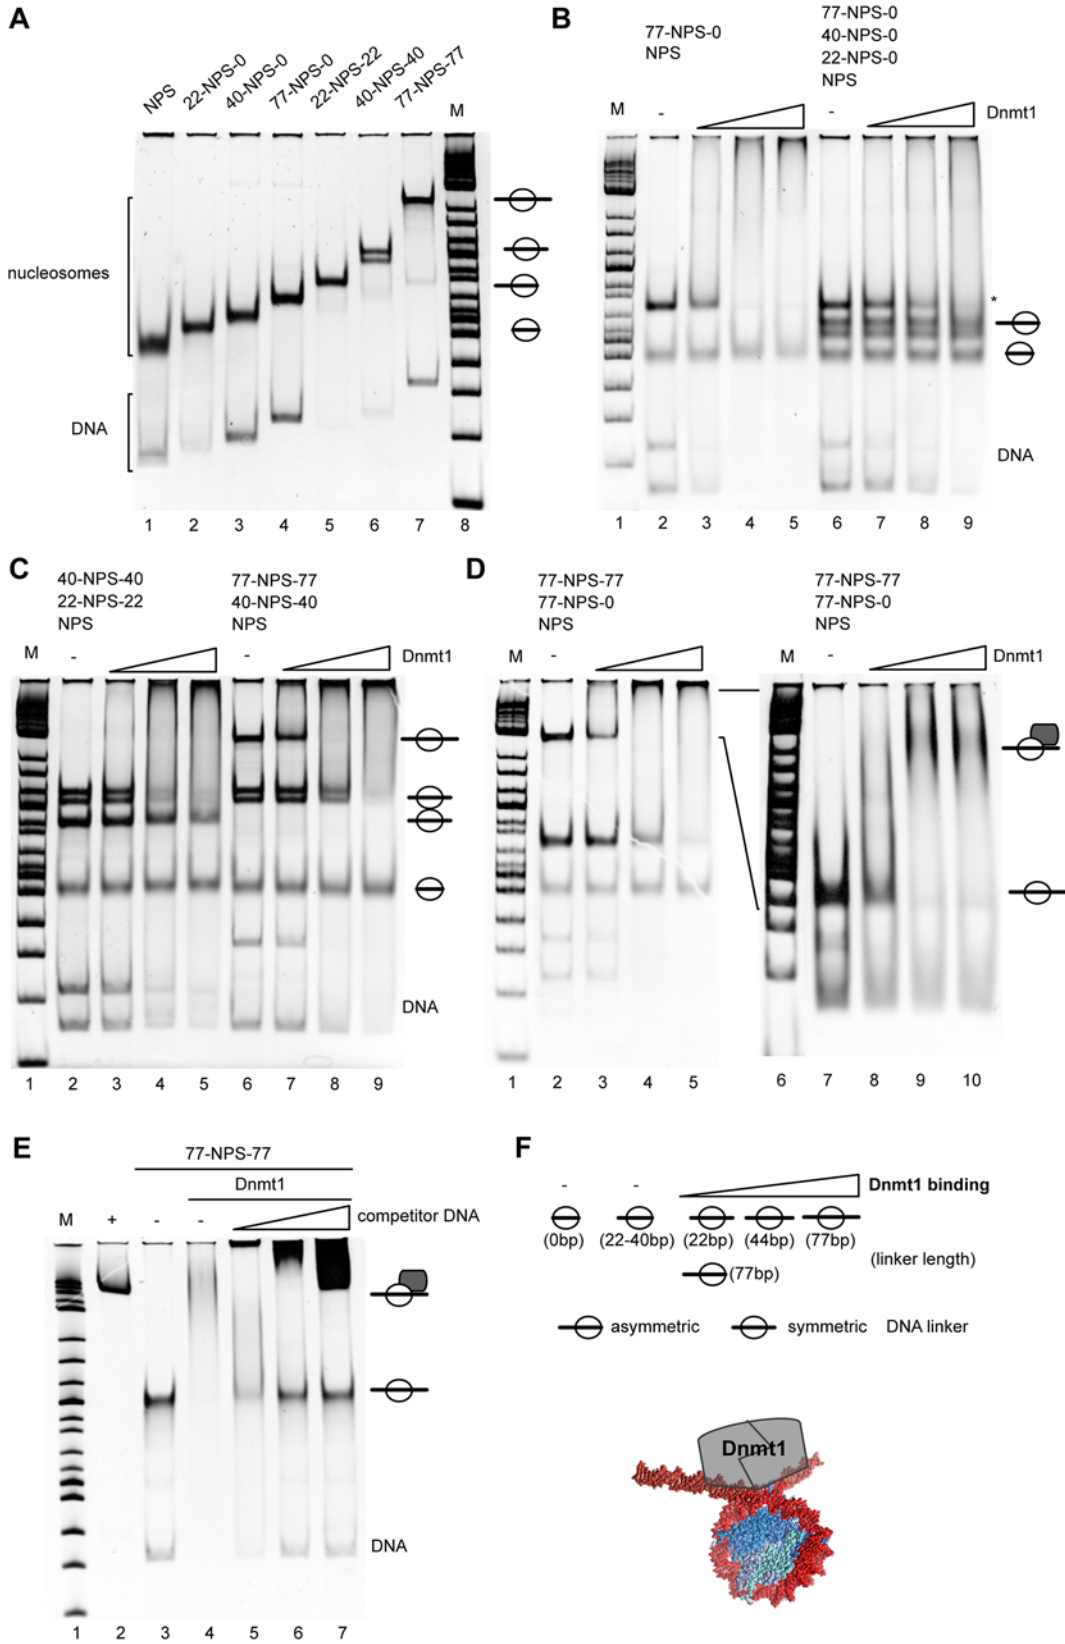 A
NPS
22-NPS-0
40-NPS-0
77-NPS-0
22-NPS-22
40-NPS-40
77-NPS-77
M
nucleosomes
DNA
1 2 3 4 5 6 7 8
B
77-NPS-0
NPS
77-NPS-0
40-NPS-0
22-NPS-0
NPS
M - - Dnmt1
*
DNA
1 2 3 4 5 6 7 8 9
C
40-NPS-40
22-NPS-22
NPS
77-NPS-77
40-NPS-40
NPS
M - - Dnmt1
DNA
1 2 3 4 5 6 7 8 9
D
77-NPS-77
77-NPS-0
NPS
77-NPS-77
77-NPS-0
NPS
M - M - Dnmt1
1 2 3 4 5 6 7 8 9 10
E
77-NPS-77
Dnmt1
M + - - competitor DNA
DNA
1 2 3 4 5 6 7
F
- - Dnmt1 binding
(0bp) (22-40bp) (22bp) (44bp) (77bp)
(linker length)
(77bp)
asymmetric symmetric DNA linker
Dnmt1